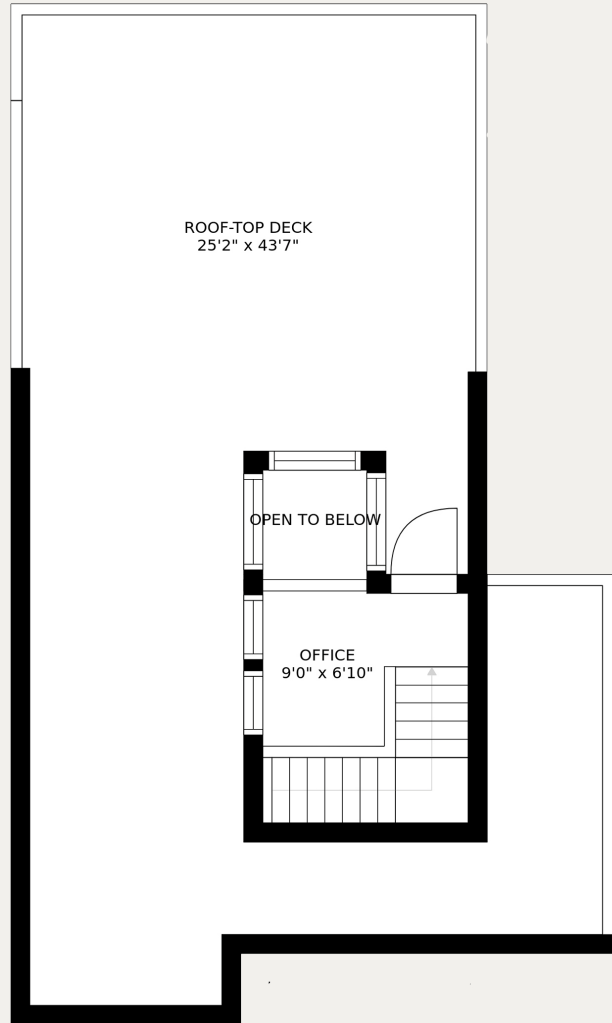 ROOF-TOP DECK
25'2" x 43'7"
OPEN TO BELOW
OFFICE
9'0" x 6'10"